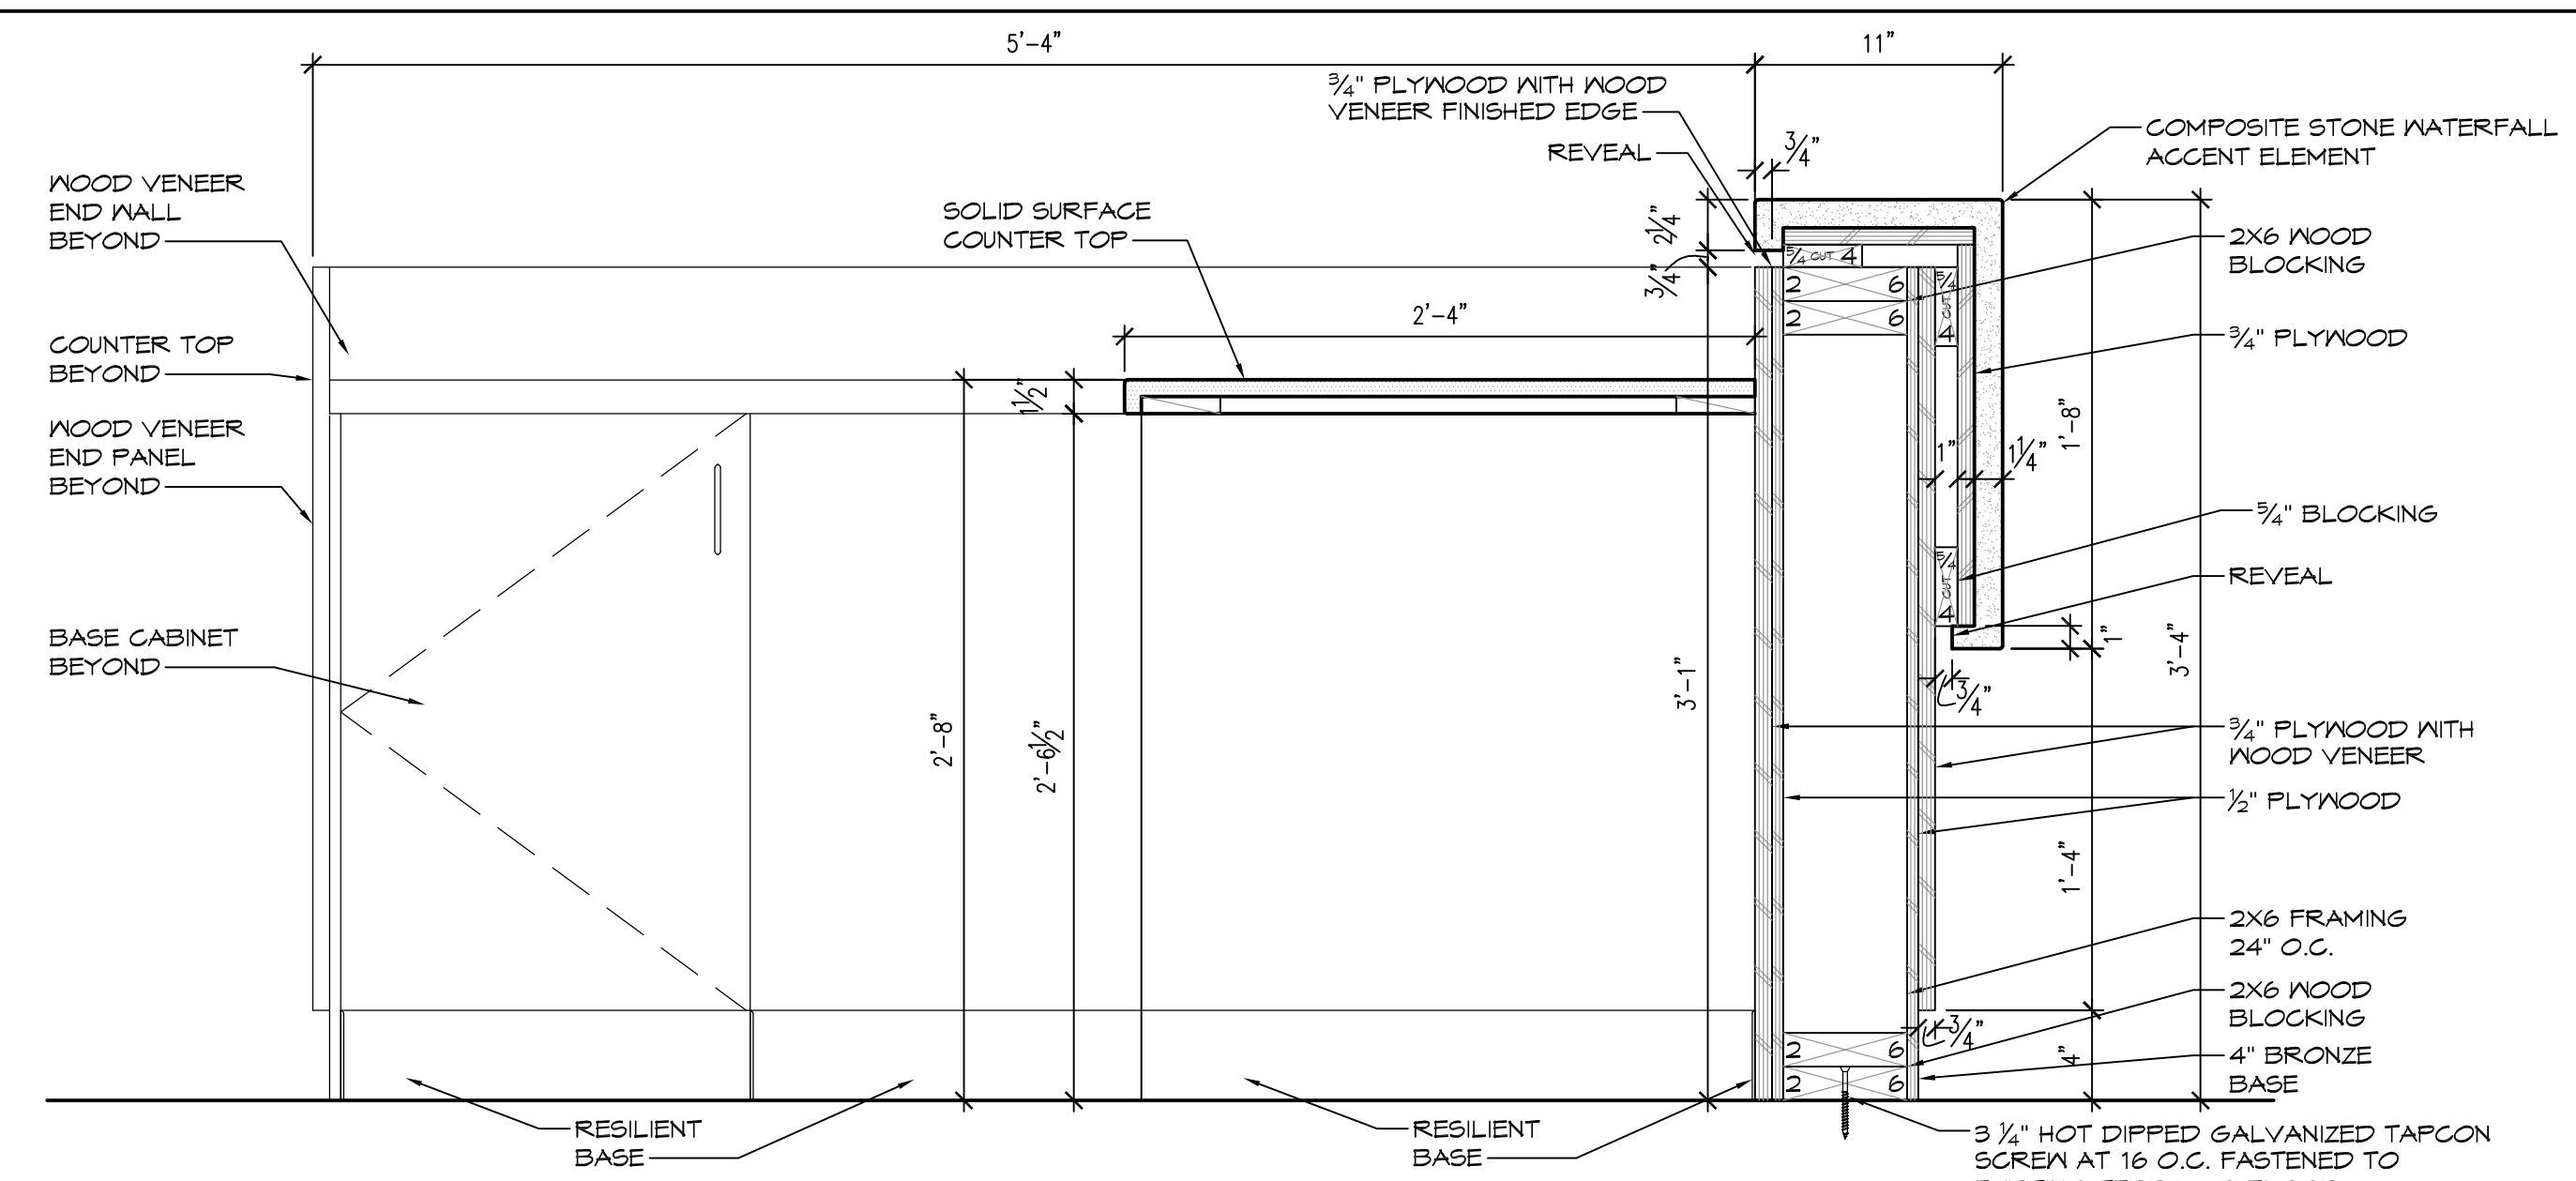 5'-4"
11"
3/4" PLYWOOD WITH WOOD
VENEER FINISHED EDGE
REVEAL
3/4"
COMPOSITE STONE WATERFALL
ACCENT ELEMENT
WOOD VENEER
END WALL
BEYOND
SOLID SURFACE
COUNTER TOP
2 1/4"
3/4"
5/4 CUT 4
2 6
2 6
5/4 CUT 4
2X6 WOOD
BLOCKING
2'-4"
3/4" PLYWOOD
COUNTER TOP
BEYOND
1 1/2"
WOOD VENEER
END PANEL
BEYOND
1'-8"
1"
1 1/4"
5/4" BLOCKING
5/4 CUT 4
REVEAL
BASE CABINET
BEYOND
1"
3'-4"
3'-1"
3/4"
2'-8"
2'-6 1/2"
3/4" PLYWOOD WITH
WOOD VENEER
1/2" PLYWOOD
1'-4"
2X6 FRAMING
24" O.C.
2X6 WOOD
BLOCKING
3/4"
2 6
2 6
4"
4" BRONZE
BASE
RESILIENT
BASE
RESILIENT
BASE
3 1/4" HOT DIPPED GALVANIZED TAPCON
SCREW AT 16 O.C. FASTENED TO